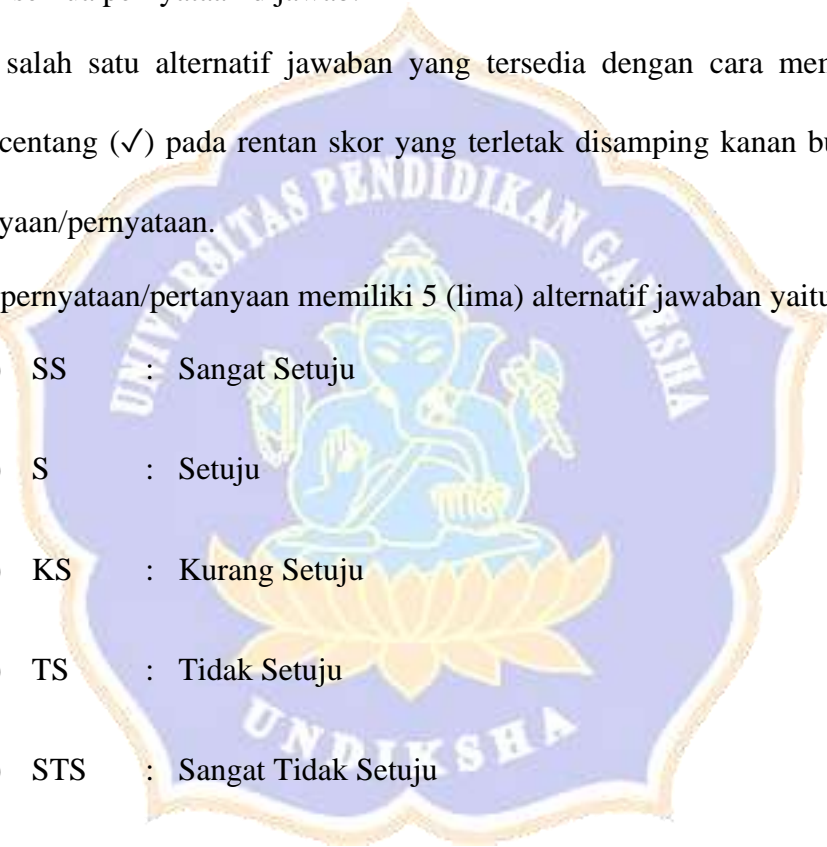 salah satu alternatif jawaban yang tersedia dengan cara
centang (✓) pada rentan skor yang terletak disamping kanan
yaan/pernyataan.
pernyataan/pertanyaan memiliki 5 (lima) alternatif jawaban yaitu
SS : Sangat Setuju
S : Setuju
KS : Kurang Setuju
TS : Tidak Setuju
STS : Sangat Tidak Setuju
UNIVERSITAS PENDIDIKAN GANESHA
UNDIKSHA